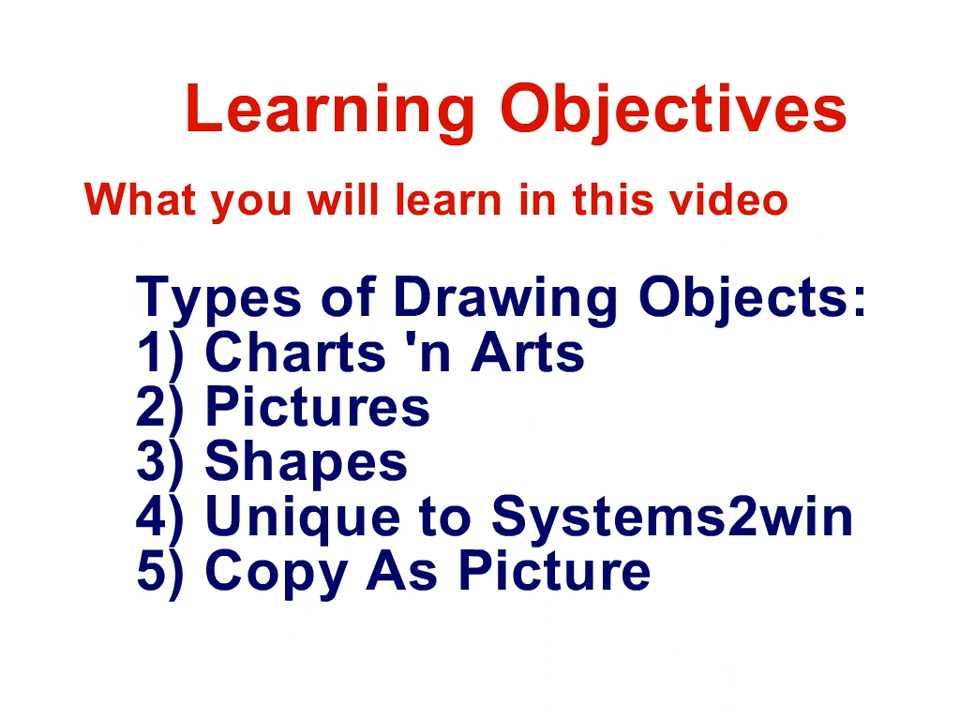 Learning Objectives
What you will learn in this video
Types of Drawing Objects:
1) Charts 'n Arts
2) Pictures
3) Shapes
4) Unique to Systems2win
5) Copy As Picture